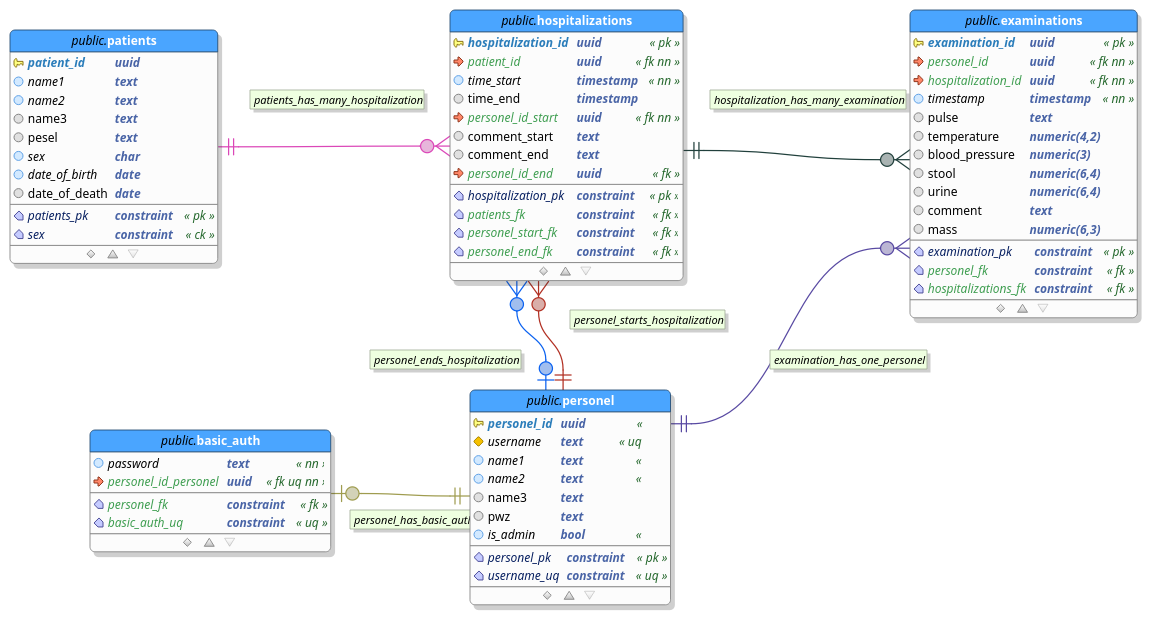 public.patients
patient_id uuid
name1 text
name2 text
name3 text
pesel text
sex char
date_of_birth date
date_of_death date
patients_pk constraint « pk »
sex constraint « ck »
patients_has_many_hospitalization
public.hospitalizations
hospitalization_id uuid « pk »
patient_id uuid « fk nn »
time_start timestamp « nn »
time_end timestamp
personel_id_start uuid « fk nn »
comment_start text
comment_end text
personel_id_end uuid « fk »
hospitalization_pk constraint « pk »
patients_fk constraint « fk »
personel_start_fk constraint « fk »
personel_end_fk constraint « fk »
hospitalization_has_many_examination
public.examinations
examination_id uuid « pk »
personel_id uuid « fk nn »
hospitalization_id uuid « fk nn »
timestamp timestamp « nn »
pulse text
temperature numeric(4,2)
blood_pressure numeric(3)
stool numeric(6,4)
urine numeric(6,4)
comment text
mass numeric(6,3)
examination_pk constraint « pk »
personel_fk constraint « fk »
hospitalizations_fk constraint « fk »
personel_starts_hospitalization
personel_ends_hospitalization
examination_has_one_personel
public.basic_auth
password text « nn »
personel_id_personel uuid « fk uq nn »
personel_fk constraint « fk »
basic_auth_uq constraint « uq »
personel_has_basic_auth
public.personel
personel_id uuid «
username text « uq
name1 text «
name2 text «
name3 text
pwz text
is_admin bool «
personel_pk constraint « pk »
username_uq constraint « uq »